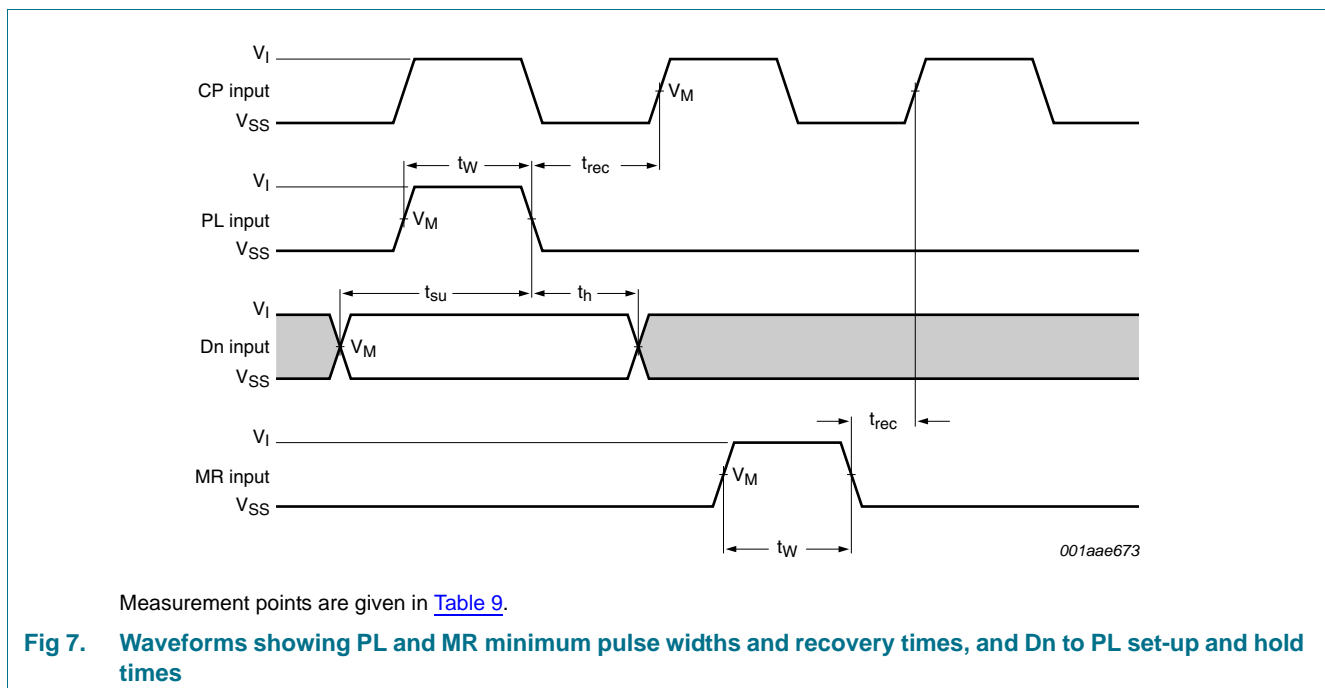 VI
CP input
VM
VSS
tW
trec
VI
PL input
VM
VSS
tsu
th
VI
Dn input
VM
VSS
trec
VI
MR input
VM
VSS
tW
001aae673
Measurement points are given in Table 9.
Fig 7. Waveforms showing PL and MR minimum pulse widths and recovery times, and Dn to PL set-up and hold
times